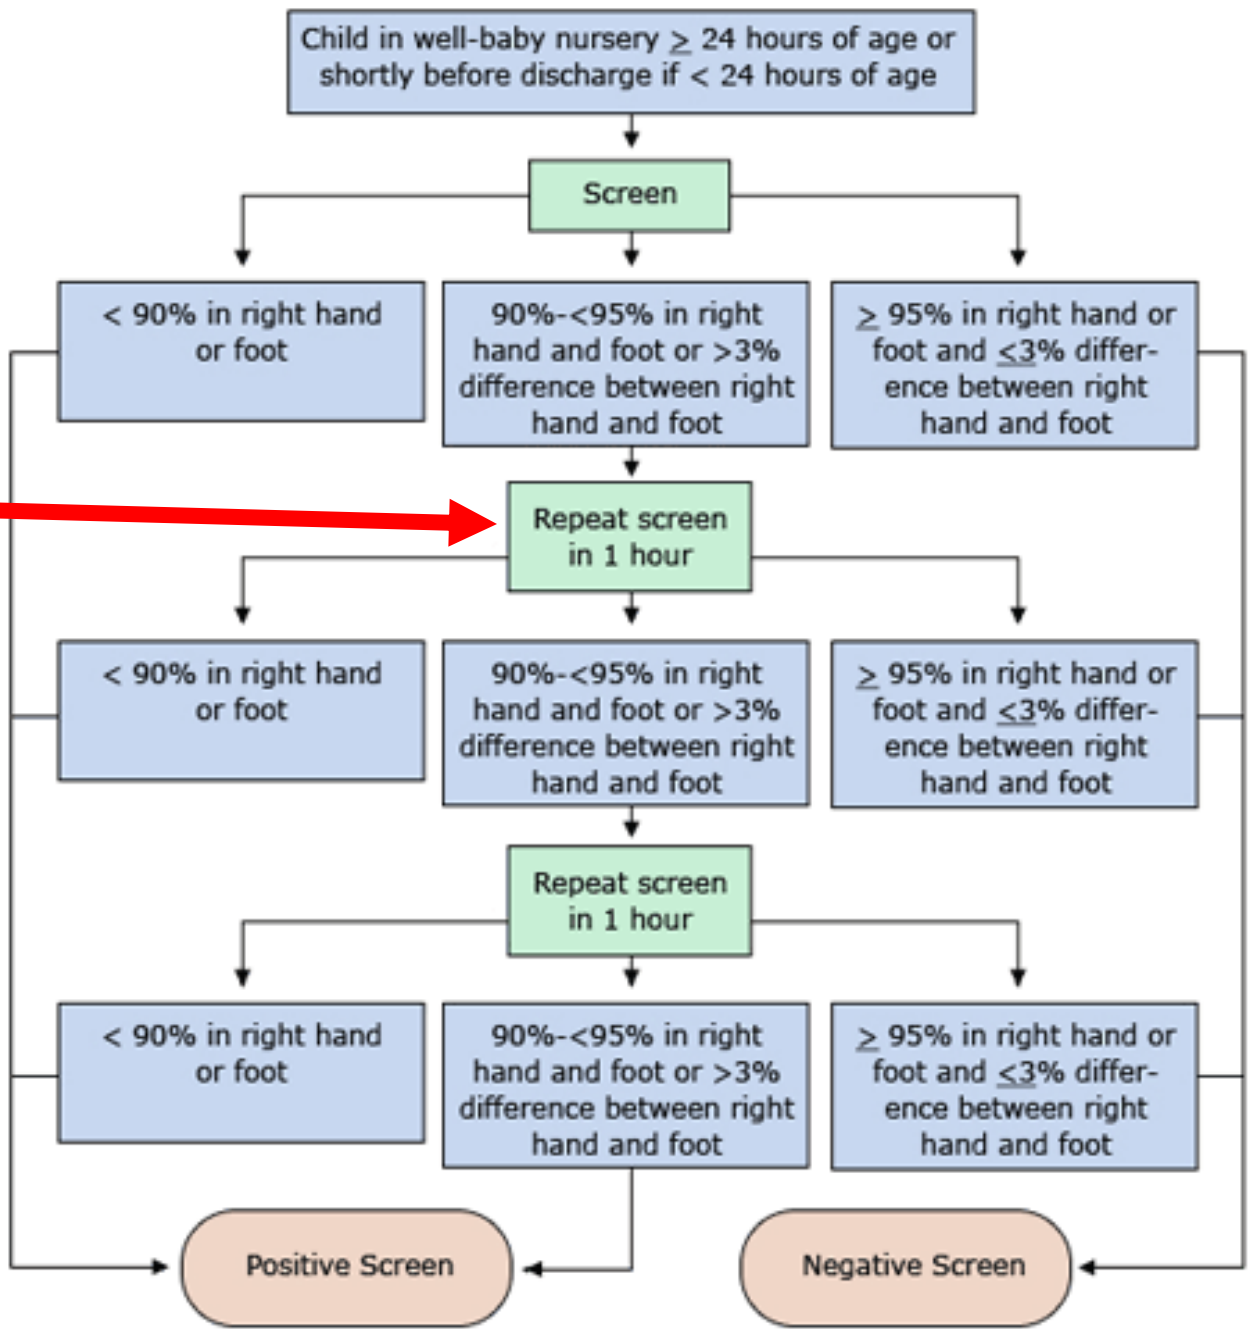 Child in well-baby nursery ≥ 24 hours of age or
shortly before discharge if < 24 hours of age
Screen
< 90% in right hand
or foot
90%-<95% in right
hand and foot or >3%
difference between right
hand and foot
≥ 95% in right hand or
foot and ≤3% differ-
ence between right
hand and foot
Repeat screen
in 1 hour
< 90% in right hand
or foot
90%-<95% in right
hand and foot or >3%
difference between right
hand and foot
≥ 95% in right hand or
foot and ≤3% differ-
ence between right
hand and foot
Repeat screen
in 1 hour
< 90% in right hand
or foot
90%-<95% in right
hand and foot or >3%
difference between right
hand and foot
≥ 95% in right hand or
foot and ≤3% differ-
ence between right
hand and foot
Positive Screen
Negative Screen